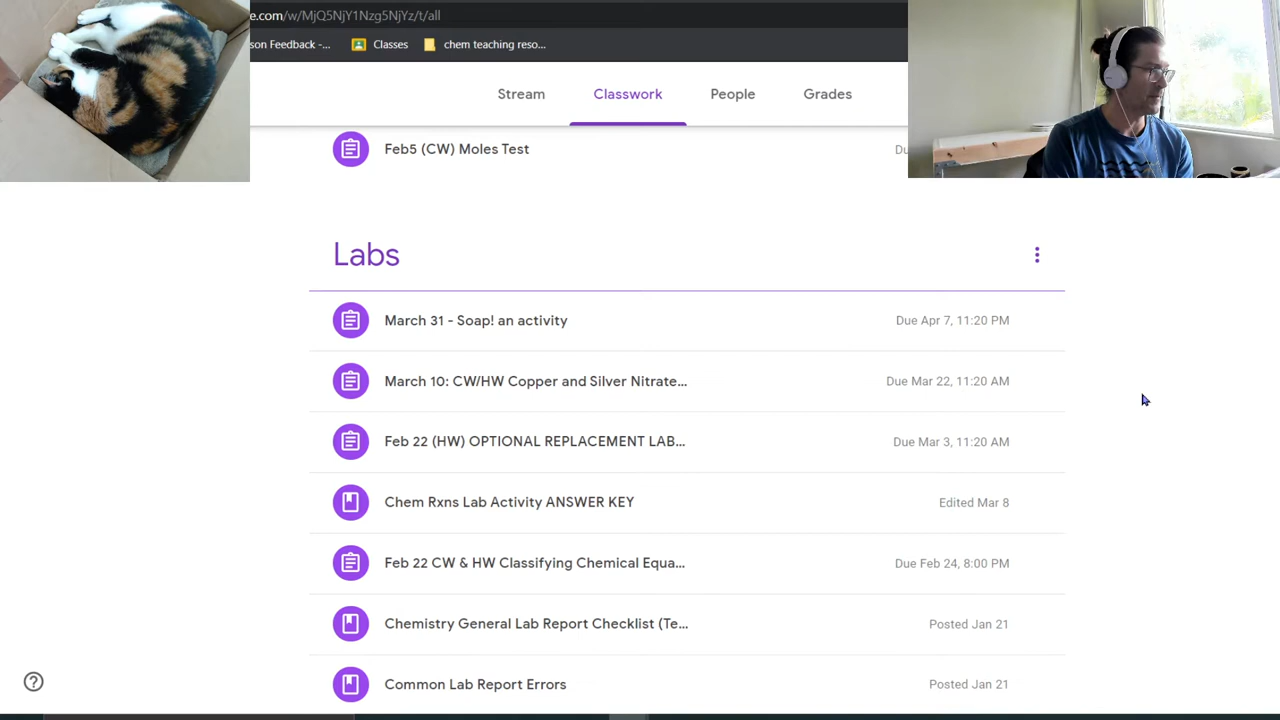 e.com/w/MjQ5NjY1Nzg5NjYz/t/all
son Feedback -... Classes chem teaching reso...
Stream Classwork People Grades
Feb5 (CW) Moles Test Du
Labs
March 31 - Soap! an activity Due Apr 7, 11:20 PM
March 10: CW/HW Copper and Silver Nitrate... Due Mar 22, 11:20 AM
Feb 22 (HW) OPTIONAL REPLACEMENT LAB... Due Mar 3, 11:20 AM
Chem Rxns Lab Activity ANSWER KEY Edited Mar 8
Feb 22 CW & HW Classifying Chemical Equa... Due Feb 24, 8:00 PM
Chemistry General Lab Report Checklist (Te... Posted Jan 21
Common Lab Report Errors Posted Jan 21